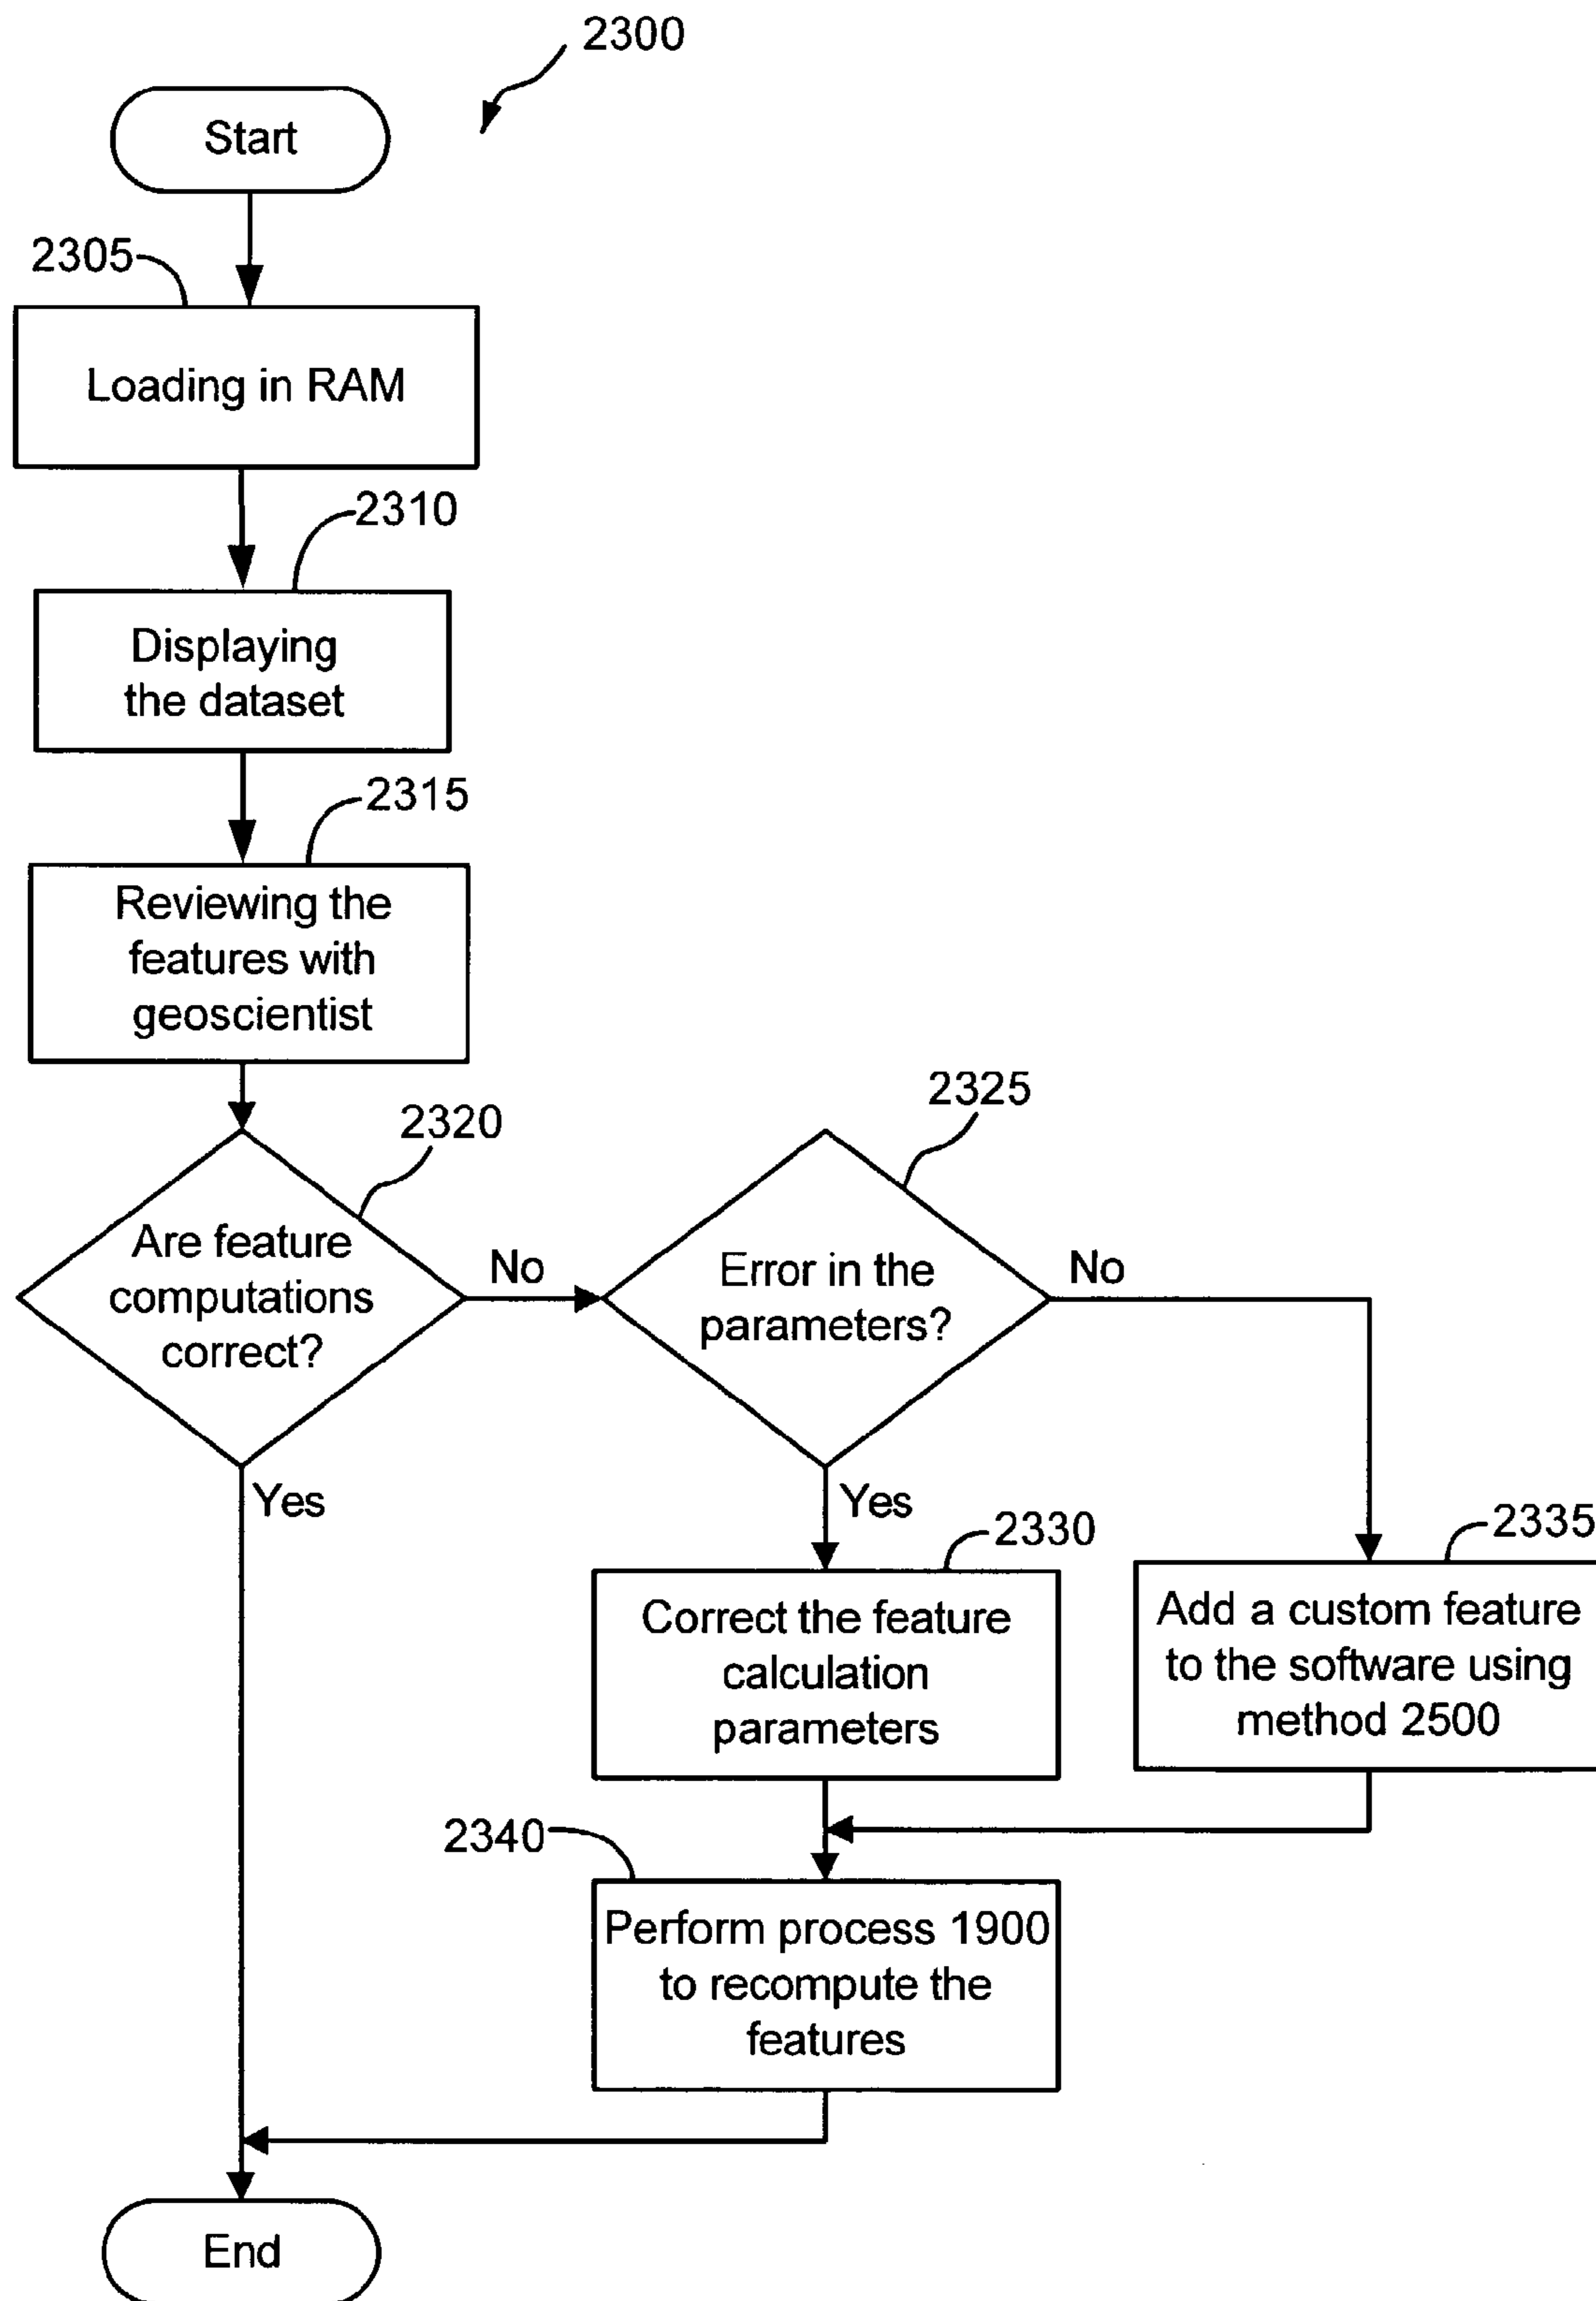 2300
Start
2305
Loading in RAM
2310
Displaying
the dataset
2315
Reviewing the
features with
geoscientist
2320
Are feature
computations
correct?
No
Yes
2325
Error in the
parameters?
No
Yes
2330
Correct the feature
calculation
parameters
2335
Add a custom feature
to the software using
method 2500
2340
Perform process 1900
to recompute the
features
End